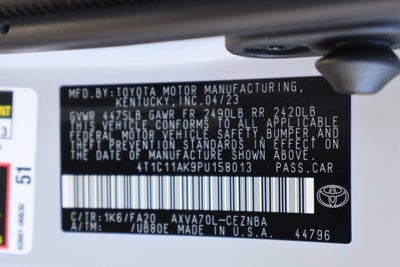 MFD.BY:TOYOTA MOTOR MANUFACTURING,
KENTUCKY,INC.04/23
GVWR 4475LB GAWR FR 2490LB RR 2420LB
THIS VEHICLE CONFORMS TO ALL APPLICABLE
FEDERAL MOTOR VEHICLE SAFETY,BUMPER,AND
THEFT PREVENTION STANDARDS IN EFFECT ON
THE DATE OF MANUFACTURE SHOWN ABOVE.
4T1C11AK9PU158013 PASS.CAR
C/TR:1K6/FA20 AXVA70L-CEZNBA
A/TM: /UB80E MADE IN U.S.A.
44796
51